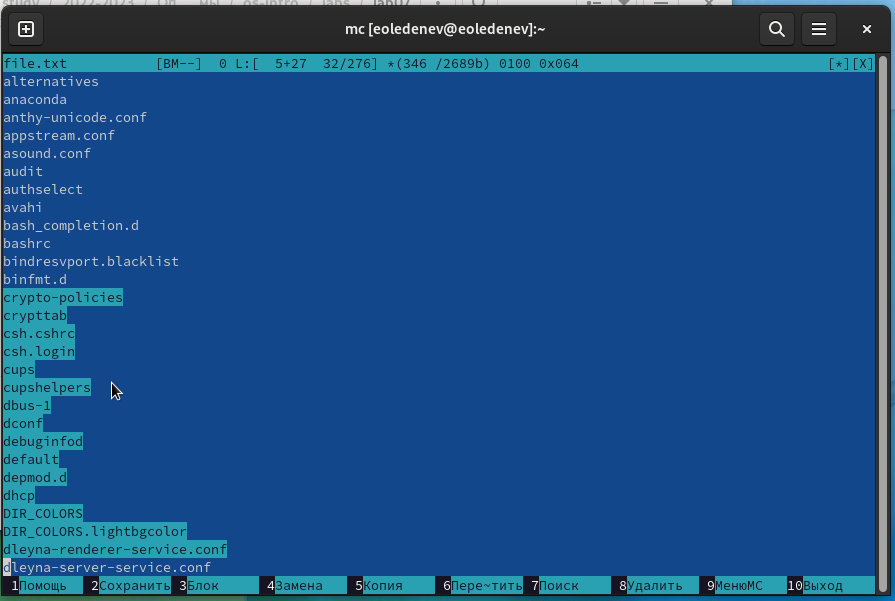 mc [eoledenev@eoledenev]:~
file.txt [BM--] 0 L:[ 5+27 32/276] *(346 /2689b) 0100 0x064 [*][X]
alternatives
anaconda
anthy-unicode.conf
appstream.conf
asound.conf
audit
authselect
avahi
bash_completion.d
bashrc
bindresvport.blacklist
binfmt.d
crypto-policies
crypttab
csh.cshrc
csh.login
cups
cupshelpers
dbus-1
dconf
debuginfod
default
depmod.d
dhcp
DIR_COLORS
DIR_COLORS.lightbgcolor
dleyna-renderer-service.conf
dleyna-server-service.conf
1Помощь 2Сохранить 3Блок 4Замена 5Копия 6Пере~тить 7Поиск 8Удалить 9МенюMC 10Выход